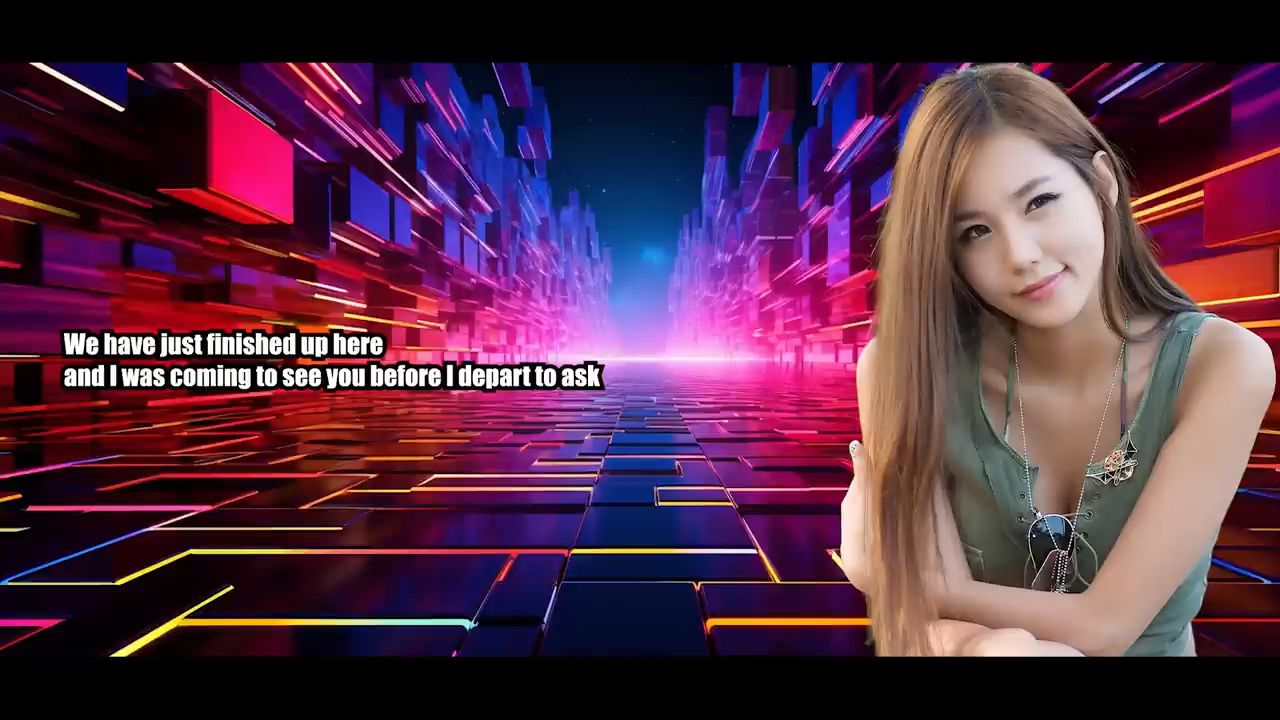 We have just finished up here
and I was coming to see you before I depart to ask